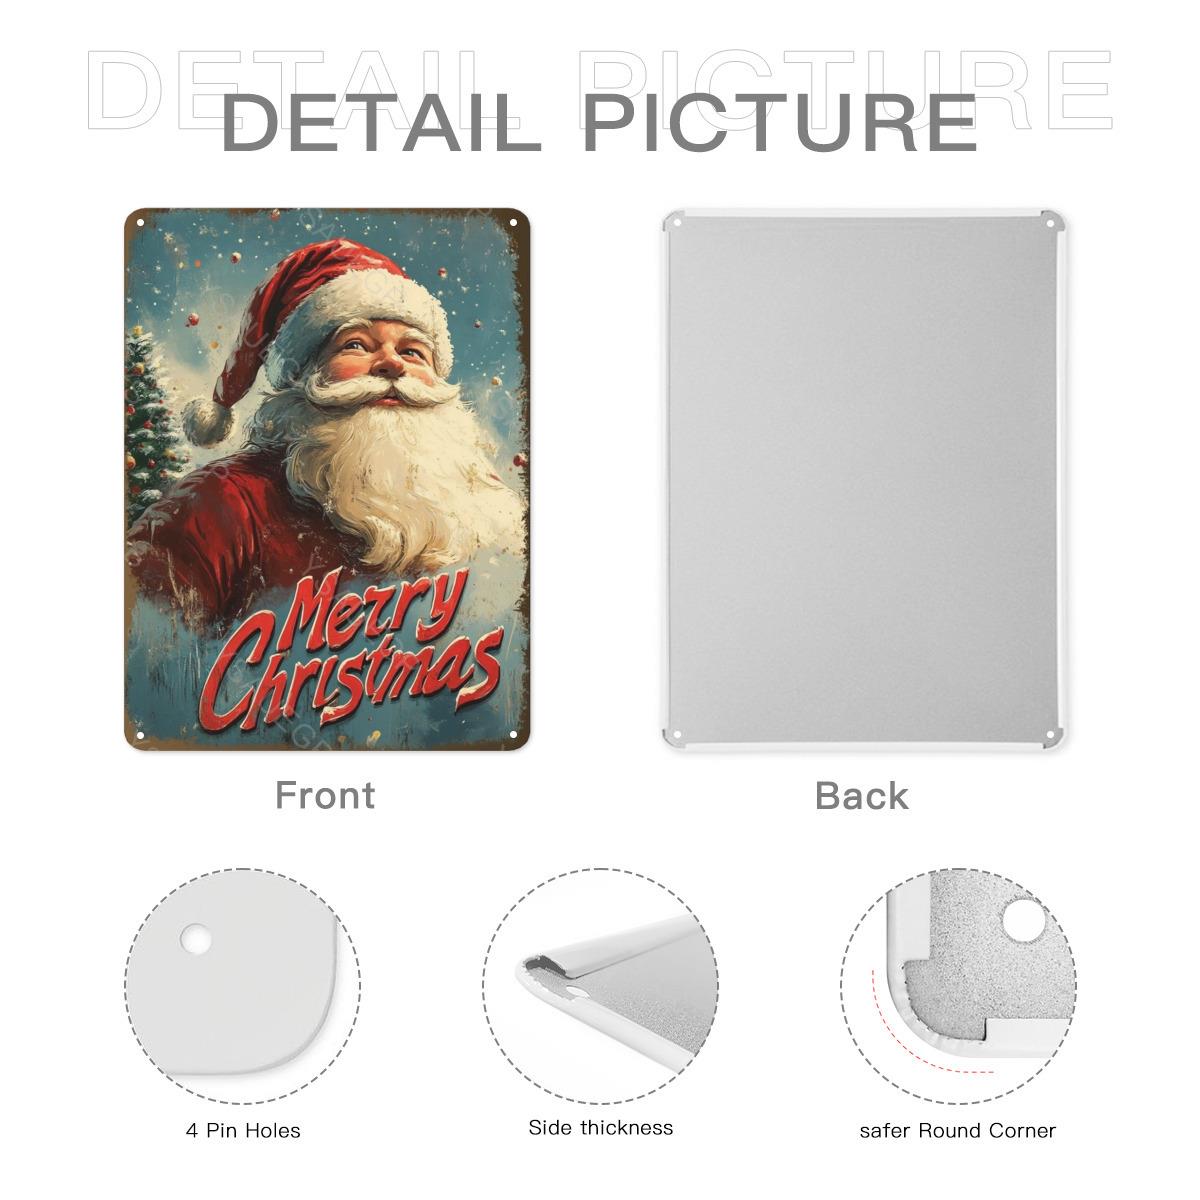 DETAIL PICTURE
DETAIL PICTURE
Merry
Christmas
Front
Back
4 Pin Holes
Side thickness
safer Round Corner